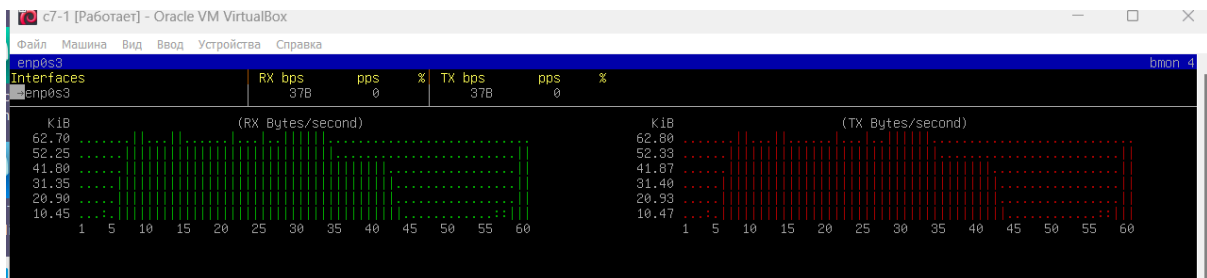 c7-1 [Работает] - Oracle VM VirtualBox
Файл Машина Вид Ввод Устройства Справка
enp0s3 bmon 4
Interfaces RX bps pps % TX bps pps %
→enp0s3 37B 0 37B 0
KiB (RX Bytes/second) KiB (TX Bytes/second)
62.70 62.80
52.25 52.33
41.80 41.87
31.35 31.40
20.90 20.93
10.45 10.47
1 5 10 15 20 25 30 35 40 45 50 55 60 1 5 10 15 20 25 30 35 40 45 50 55 60